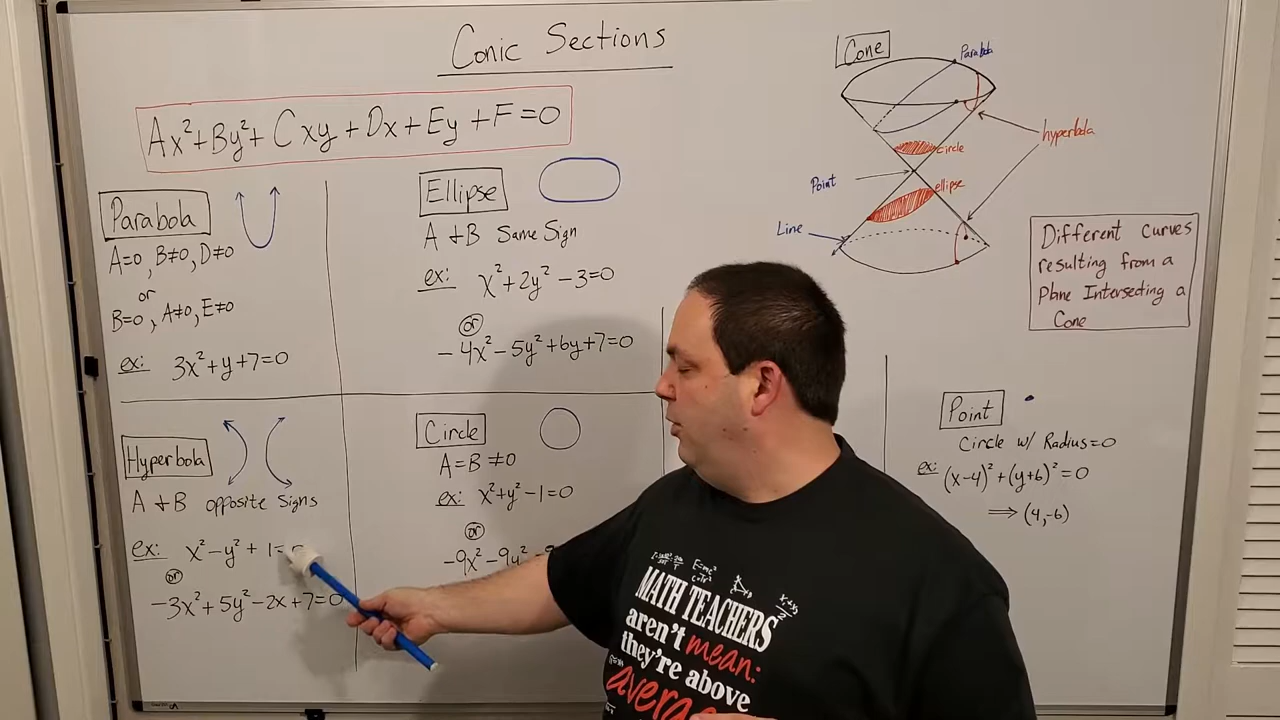 Conic Sections
Ax²+By²+Cxy+Dx+Ey+F=0
Parabola
A=0, B≠0, D≠0
or
B=0, A≠0, E≠0
ex: 3x²+y+7=0
Ellipse
A + B Same Sign
ex: x²+2y²-3=0
or
-4x²-5y²+6y+7=0
Hyperbola
A + B opposite Signs
ex: x²-y²+1=0
or
-3x²+5y²-2x+7=0
Circle
A=B≠0
ex: x²+y²-1=0
or
-9x²-9y²
Cone
Parabola
hyperbola
circle
Point
ellipse
Line
Different curves
resulting from a
Plane Intersecting a
Cone
Point
Circle w/ Radius=0
ex: (x-4)²+(y+6)²=0
⟹ (4,-6)
E=mc²
MATH TEACHERS
aren't mean:
they're above
average